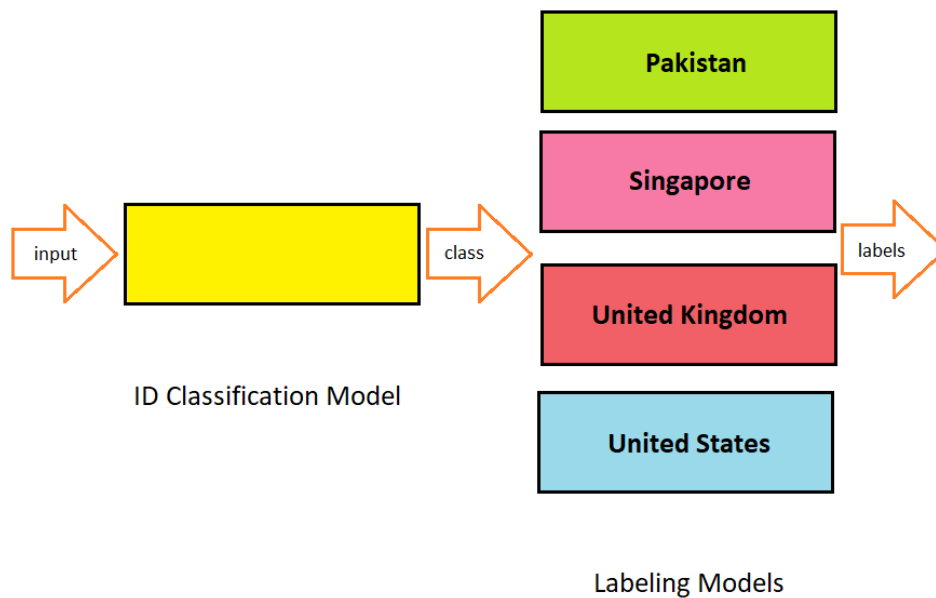 input
ID Classification Model
class
Pakistan
Singapore
United Kingdom
United States
Labeling Models
labels